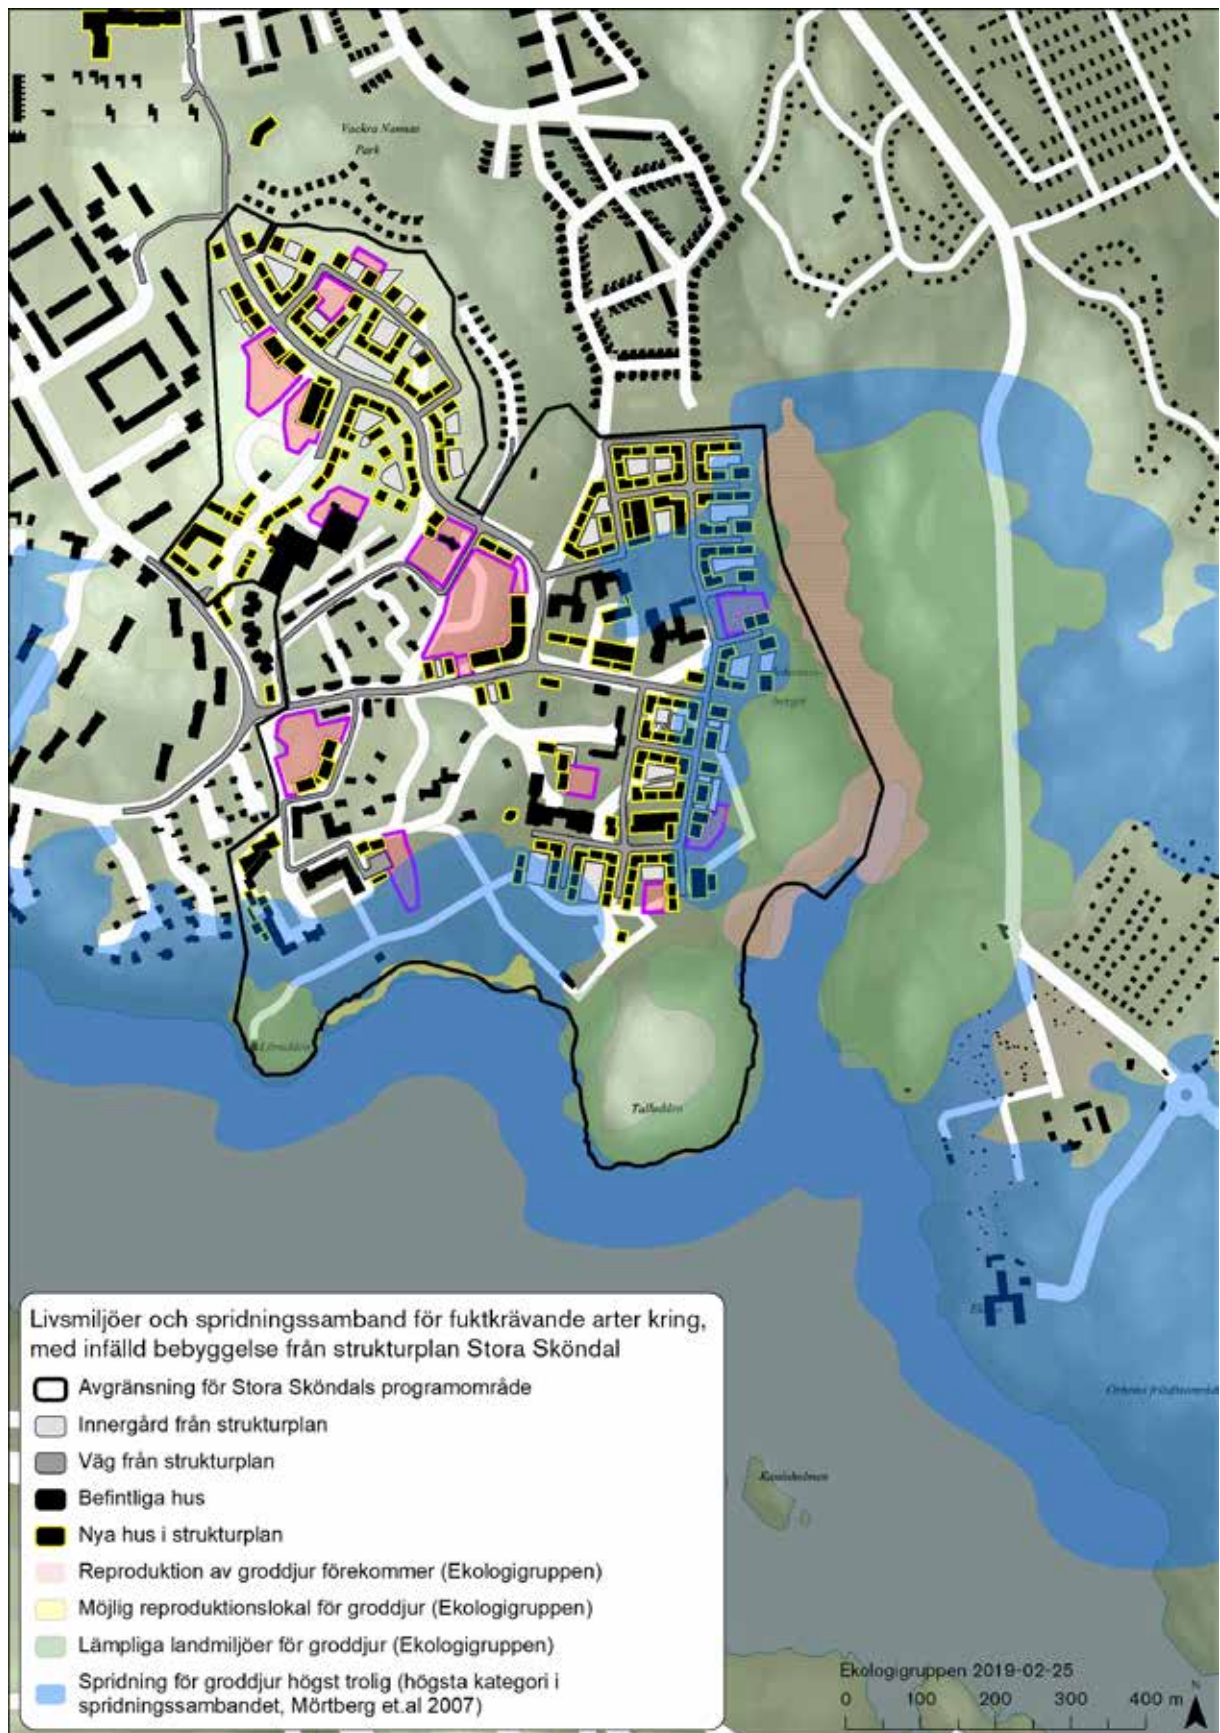 Vackra Nannas
Park
berget
Talludden
Kaninholmen
Livsmiljöer och spridningssamband för fuktkrävande arter kring,
med infälld bebyggelse från strukturplan Stora Sköndal
Avgränsning för Stora Sköndals programområde
Innergård från strukturplan
Väg från strukturplan
Befintliga hus
Nya hus i strukturplan
Reproduktion av groddjur förekommer (Ekologigruppen)
Möjlig reproduktionslokal för groddjur (Ekologigruppen)
Lämpliga landmiljöer för groddjur (Ekologigruppen)
Spridning för groddjur högst trolig (högsta kategori i
spridningssambandet, Mörtberg et.al 2007)
Ekologigruppen 2019-02-25
0 100 200 300 400 m
N